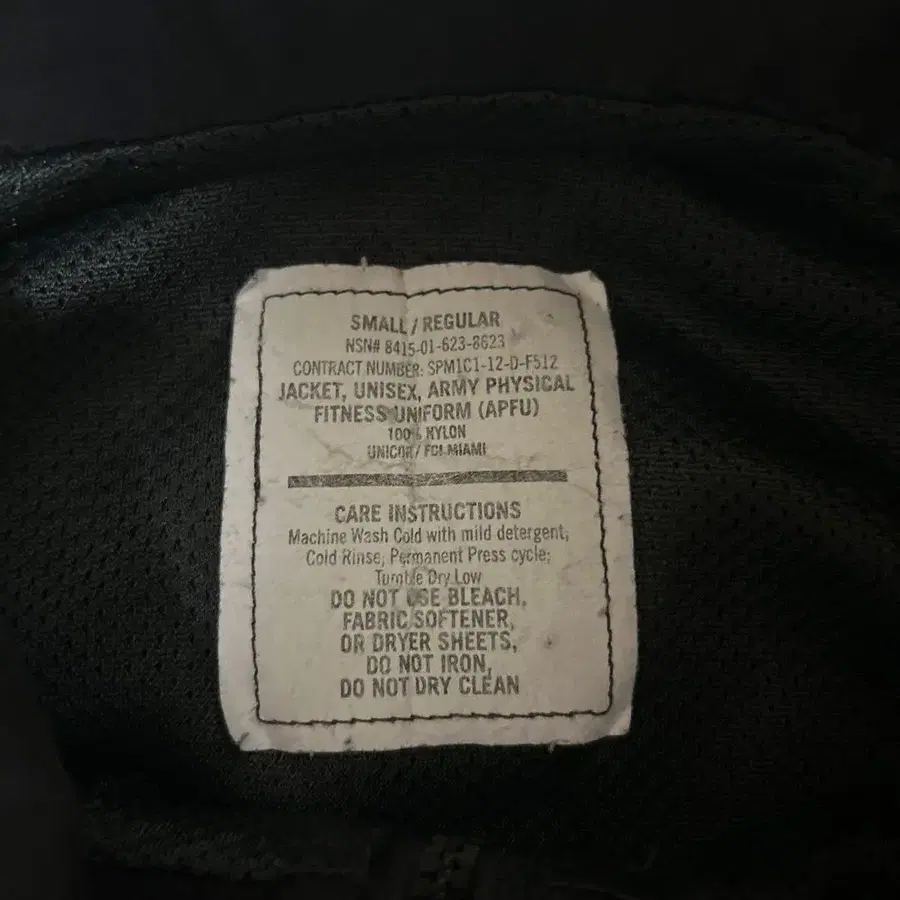 SMALL / REGULAR
NSN# 8415-01-623-8623
CONTRACT NUMBER: SPM1C1-12-D-F512
JACKET, UNISEX, ARMY PHYSICAL
FITNESS UNIFORM (APFU)
100% NYLON
UNICOR / FCI MIAMI
CARE INSTRUCTIONS
Machine Wash Cold with mild detergent;
Cold Rinse; Permanent Press cycle;
Tumble Dry Low
DO NOT USE BLEACH,
FABRIC SOFTENER,
OR DRYER SHEETS,
DO NOT IRON,
DO NOT DRY CLEAN